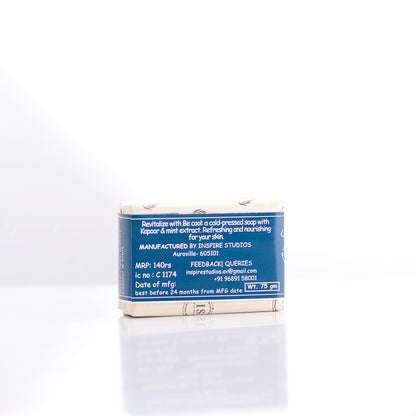 Revitalize with Be cool: a cold-pressed soap with
Kapoor & mint extract. Refreshing and nourishing
for your skin.
MANUFACTURED BY INSPIRE STUDIOS
Auroville- 605101
MRP: 140rs FEEDBACK| QUERIES
ic no : C 1174 inspirestudios.av@gmail.com
+91 96891 58001
Date of mfg:
best before 24 months from MFG date
Wt. 75 gm